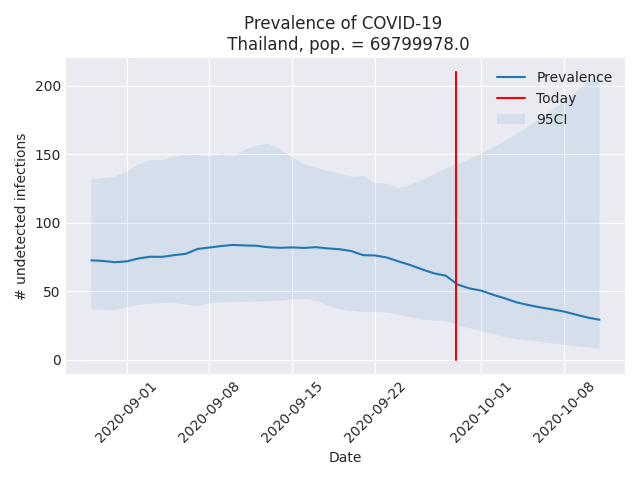 Prevalence of COVID-19
Thailand, pop. = 69799978.0
Prevalence
Today
95CI
200
150
100
50
0
# undetected infections
2020-09-01
2020-09-08
2020-09-15
2020-09-22
2020-10-01
2020-10-08
Date